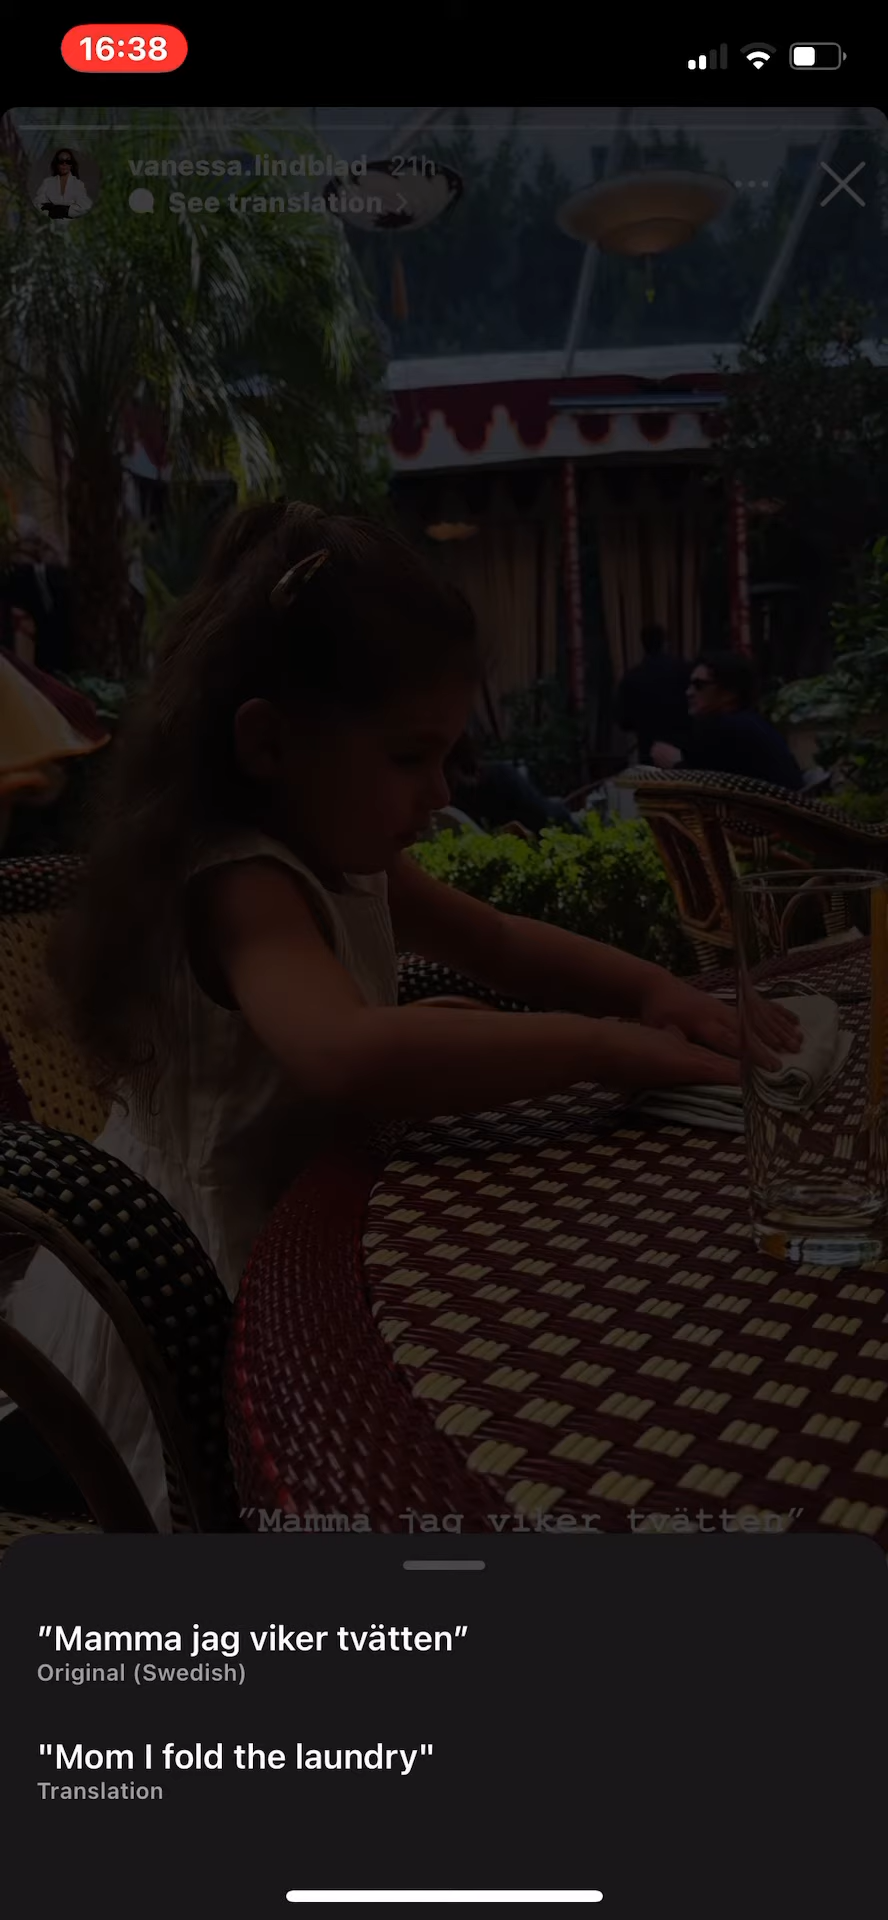 16:38
vanessa.lindblad 21h
See translation >
”Mamma jag viker tvätten”
”Mamma jag viker tvätten”
Original (Swedish)
"Mom I fold the laundry"
Translation